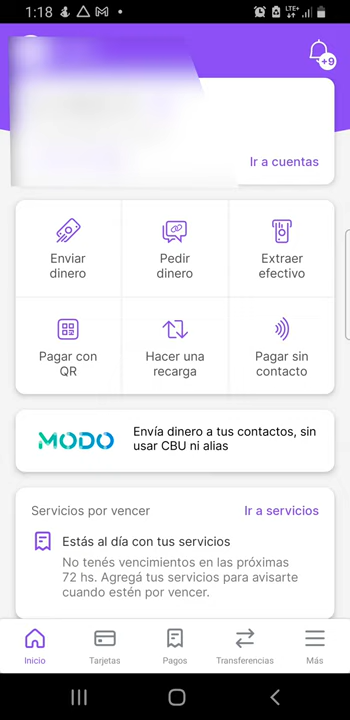 1:18
LTE+
+9
Ir a cuentas
Enviar
dinero
Pedir
dinero
Extraer
efectivo
Pagar con
QR
Hacer una
recarga
Pagar sin
contacto
MODO
Envía dinero a tus contactos, sin
usar CBU ni alias
Servicios por vencer
Ir a servicios
Estás al día con tus servicios
No tenés vencimientos en las próximas
72 hs. Agregá tus servicios para avisarte
cuando estén por vencer.
Inicio
Tarjetas
Pagos
Transferencias
Más